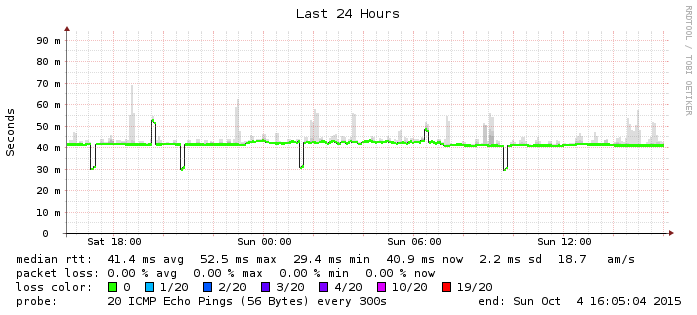 Last 24 Hours
RRDTOOL / TOBI OETIKER
Seconds
90 m
80 m
70 m
60 m
50 m
40 m
30 m
20 m
10 m
0
Sat 18:00 Sun 00:00 Sun 06:00 Sun 12:00
median rtt: 41.4 ms avg 52.5 ms max 29.4 ms min 40.9 ms now 2.2 ms sd 18.7 am/s
packet loss: 0.00 % avg 0.00 % max 0.00 % min 0.00 % now
loss color: 0 1/20 2/20 3/20 4/20 10/20 19/20
probe: 20 ICMP Echo Pings (56 Bytes) every 300s end: Sun Oct 4 16:05:04 2015